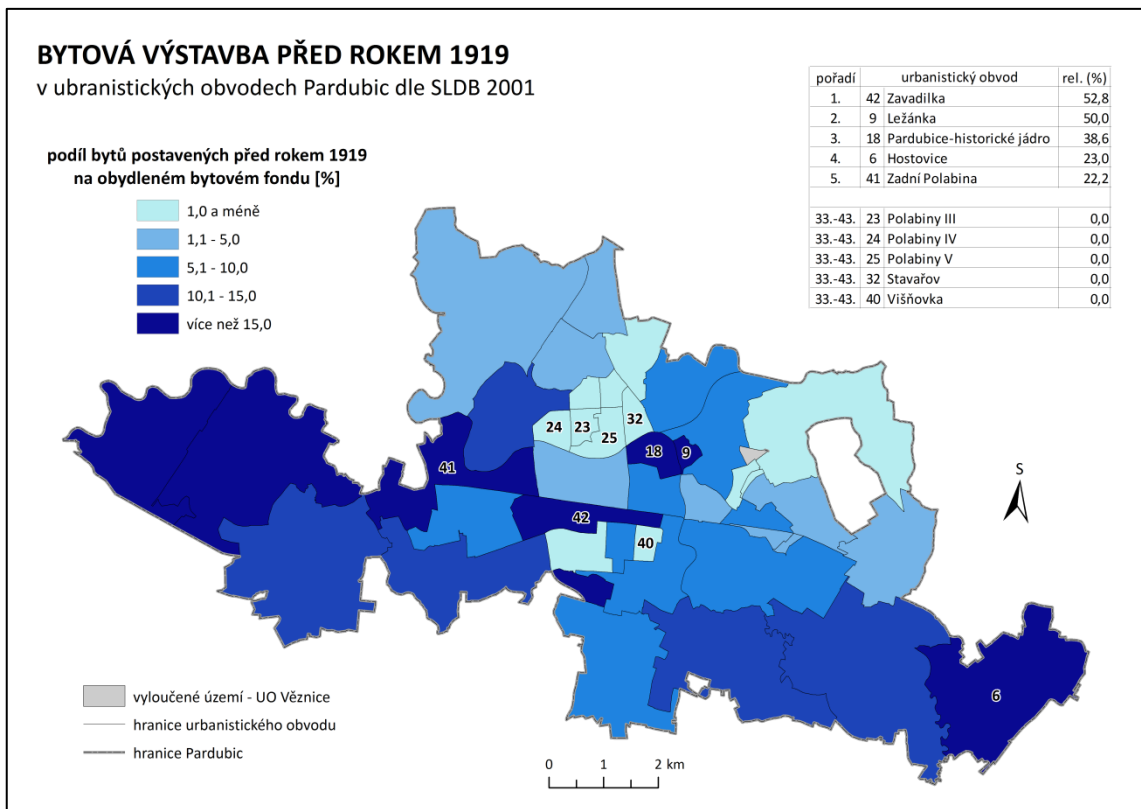 BYTOVÁ VÝSTAVBA PŘED ROKEM 1919
v ubranistických obvodech Pardubic dle SLDB 2001
pořadí urbanistický obvod rel. (%)
1. 42 Zavadilka 52,8
2. 9 Ležánka 50,0
3. 18 Pardubice-historické jádro 38,6
4. 6 Hostovice 23,0
5. 41 Zadní Polabina 22,2
33.-43. 23 Polabiny III 0,0
33.-43. 24 Polabiny IV 0,0
33.-43. 25 Polabiny V 0,0
33.-43. 32 Stavařov 0,0
33.-43. 40 Višňovka 0,0
podíl bytů postavených před rokem 1919
na obydleném bytovém fondu [%]
1,0 a méně
1,1 - 5,0
5,1 - 10,0
10,1 - 15,0
více než 15,0
24 23 25 32
18 9
41
42
40
S
6
vyloučené území - UO Věznice
hranice urbanistického obvodu
hranice Pardubic
0 1 2 km